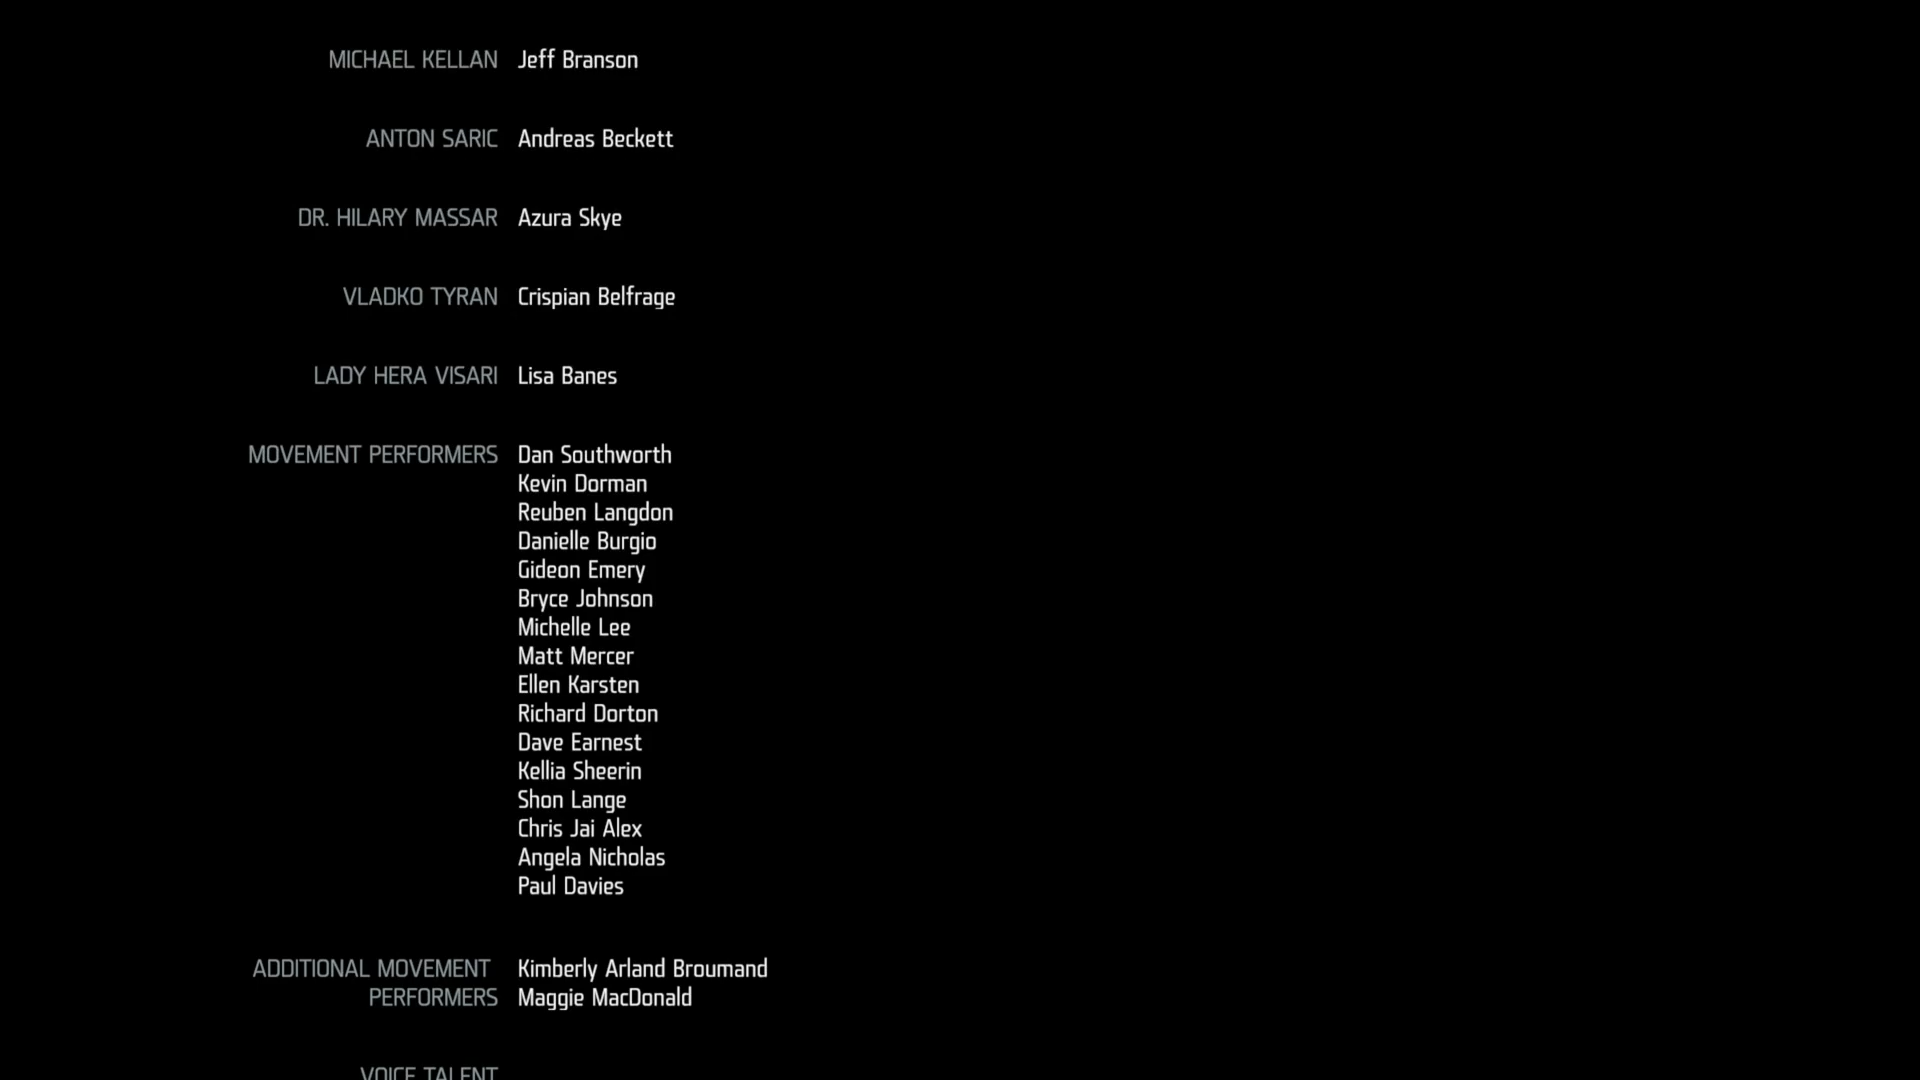 MICHAEL KELLAN Jeff Branson
ANTON SARIC Andreas Beckett
DR. HILARY MASSAR Azura Skye
VLADKO TYRAN Crispian Belfrage
LADY HERA VISARI Lisa Banes
MOVEMENT PERFORMERS Dan Southworth
Kevin Dorman
Reuben Langdon
Danielle Burgio
Gideon Emery
Bryce Johnson
Michelle Lee
Matt Mercer
Ellen Karsten
Richard Dorton
Dave Earnest
Kellia Sheerin
Shon Lange
Chris Jai Alex
Angela Nicholas
Paul Davies
ADDITIONAL MOVEMENT Kimberly Arland Broumand
PERFORMERS Maggie MacDonald
VOICE TALENT